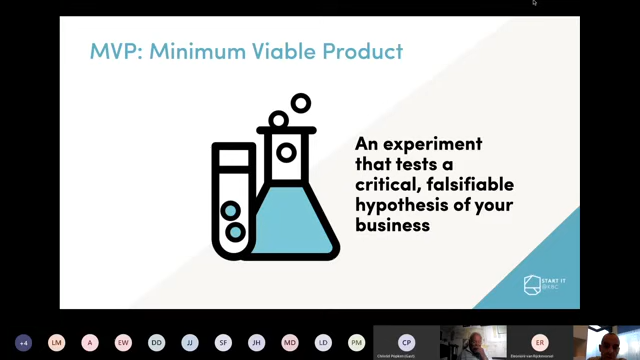 MVP: Minimum Viable Product
An experiment
that tests a
critical, falsifiable
hypothesis of your
business
START IT
@KBC
+4
LM
A
EW
DD
JJ
SF
JH
MD
LD
PM
CP
ER